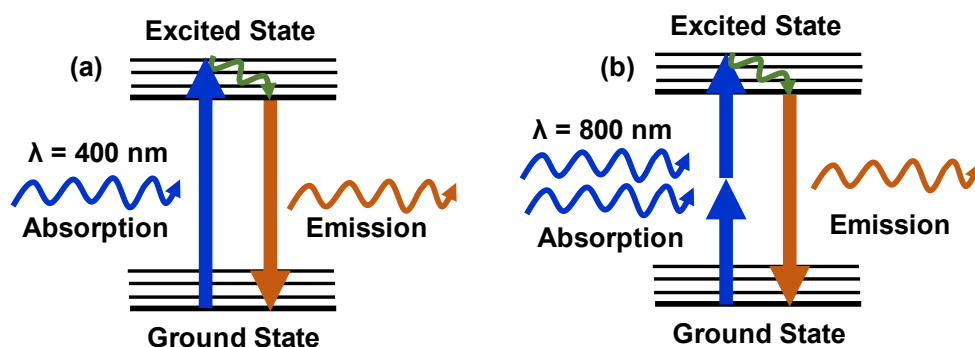 (a)
Excited State
λ = 400 nm
Absorption
Emission
Ground State
(b)
Excited State
λ = 800 nm
Absorption
Emission
Ground State